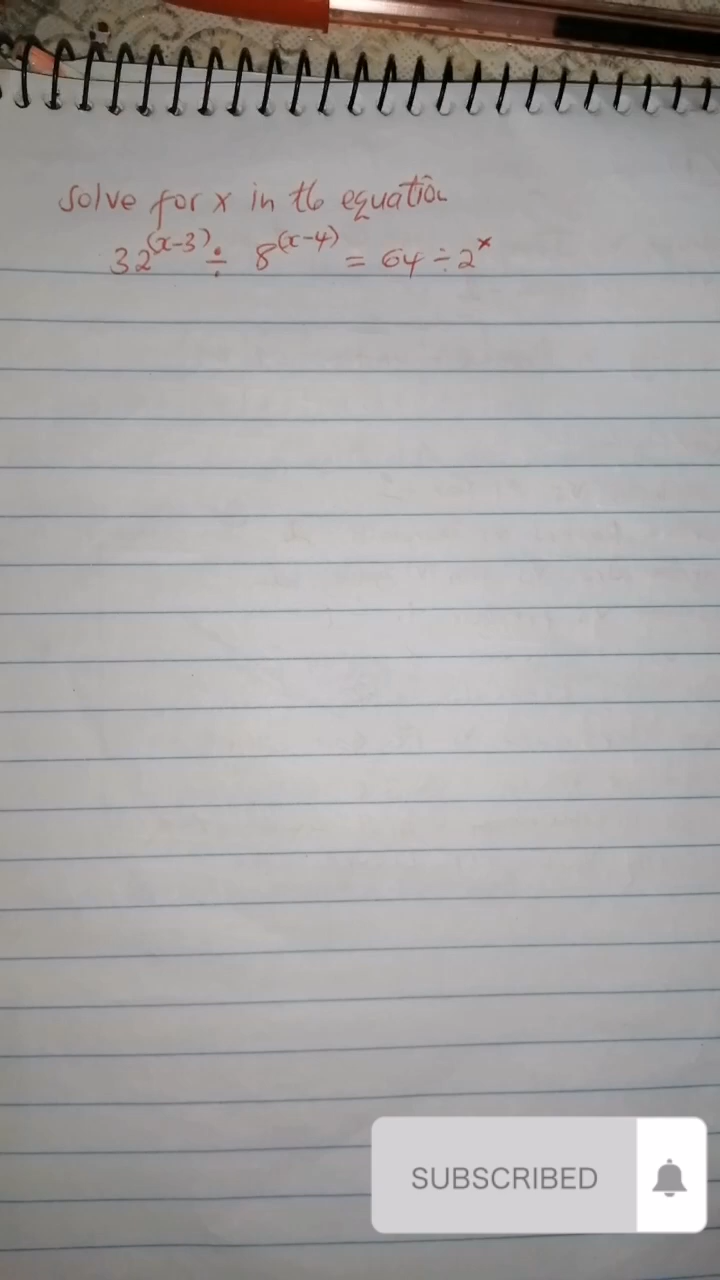 solve for x in the equation
32^(x-3) ÷ 8^(x-4) = 64 ÷ 2^x
SUBSCRIBED